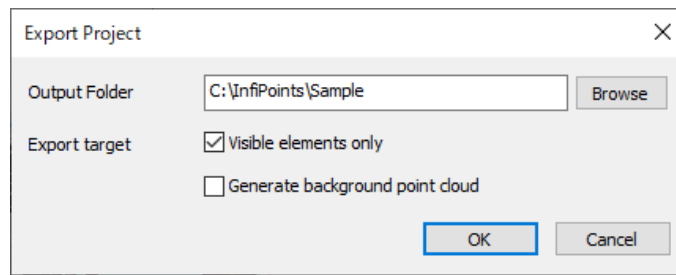 Export Project
Output Folder C:\InfiPoints\Sample Browse
Export target Visible elements only
Generate background point cloud
OK Cancel